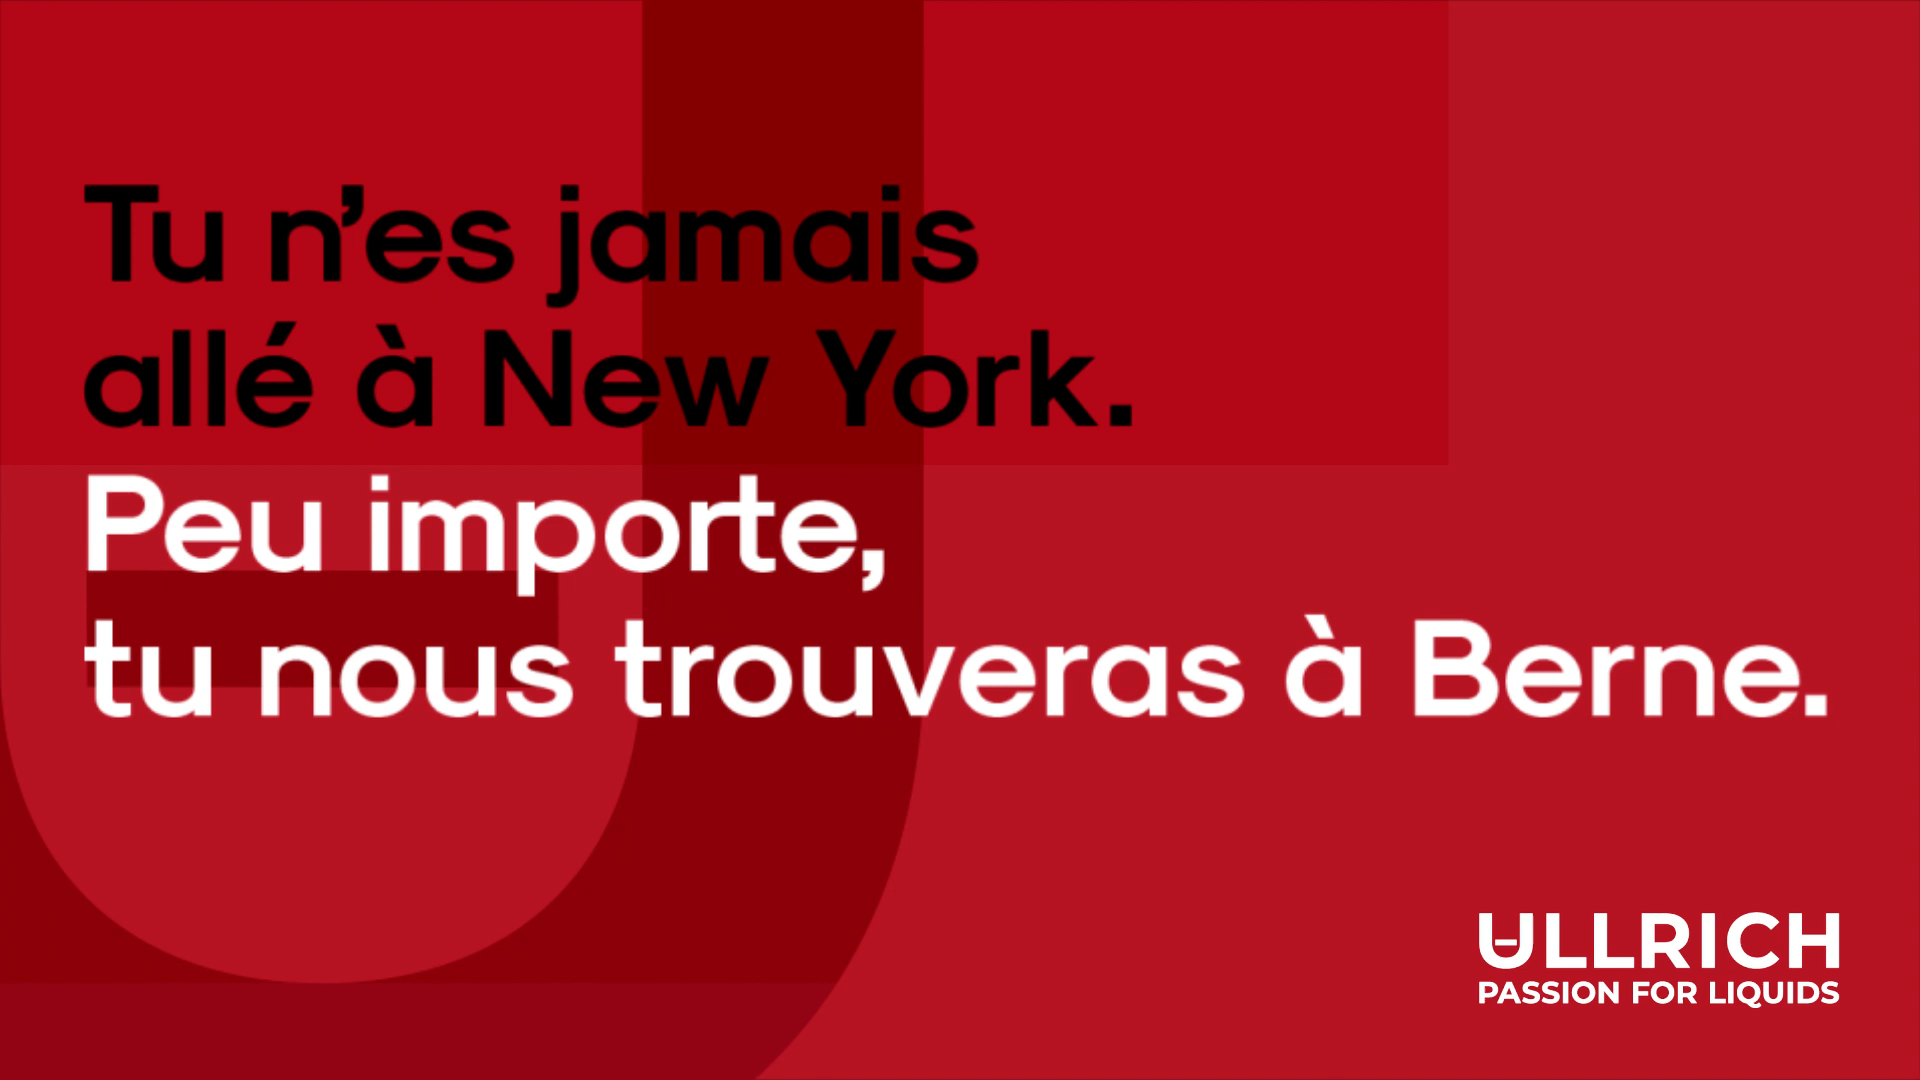 Tu n’es jamais
allé à New York.
Peu importe,
tu nous trouveras à Berne.
ULLRICH
PASSION FOR LIQUIDS